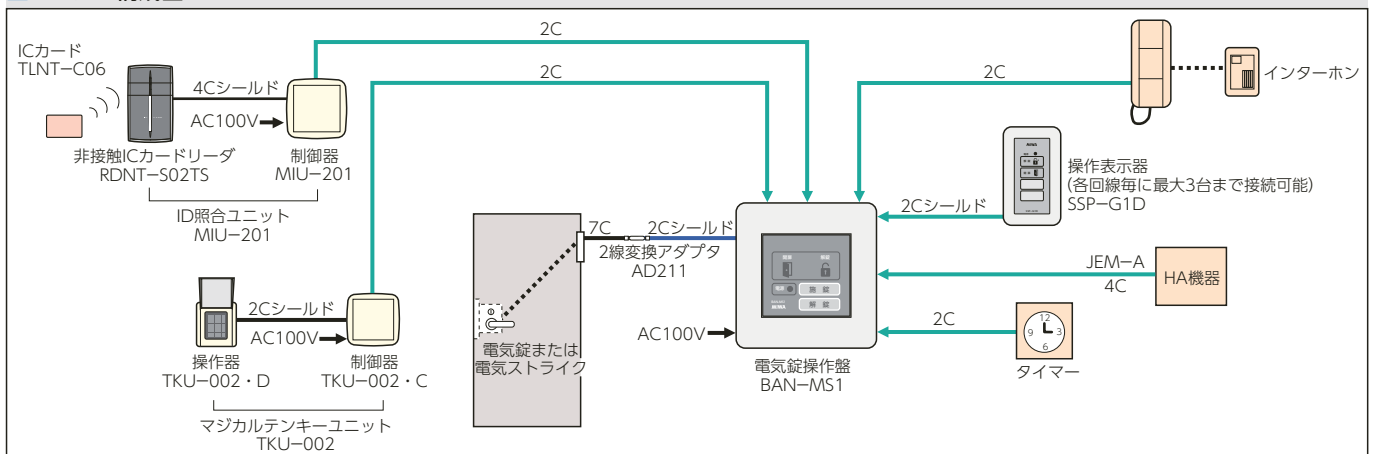 ICカード
TLNT−C06
4Cシールド
AC100V
非接触ICカードリーダ
RDNT−S02TS
制御器
MIU−201
ID照合ユニット
MIU−201
2C
2C
2Cシールド
AC100V
操作器
TKU−002・D
制御器
TKU−002・C
マジカルテンキーユニット
TKU−002
電気錠または
電気ストライク
7C
2Cシールド
2線変換アダプタ
AD211
AC100V
施 錠
解 錠
MIWA
電気錠操作盤
BAN−MS1
2C
インターホン
操作表示器
(各回線毎に最大3台まで接続可能)
SSP−G1D
2Cシールド
JEM−A
4C
HA機器
2C
12
9
3
6
タイマー